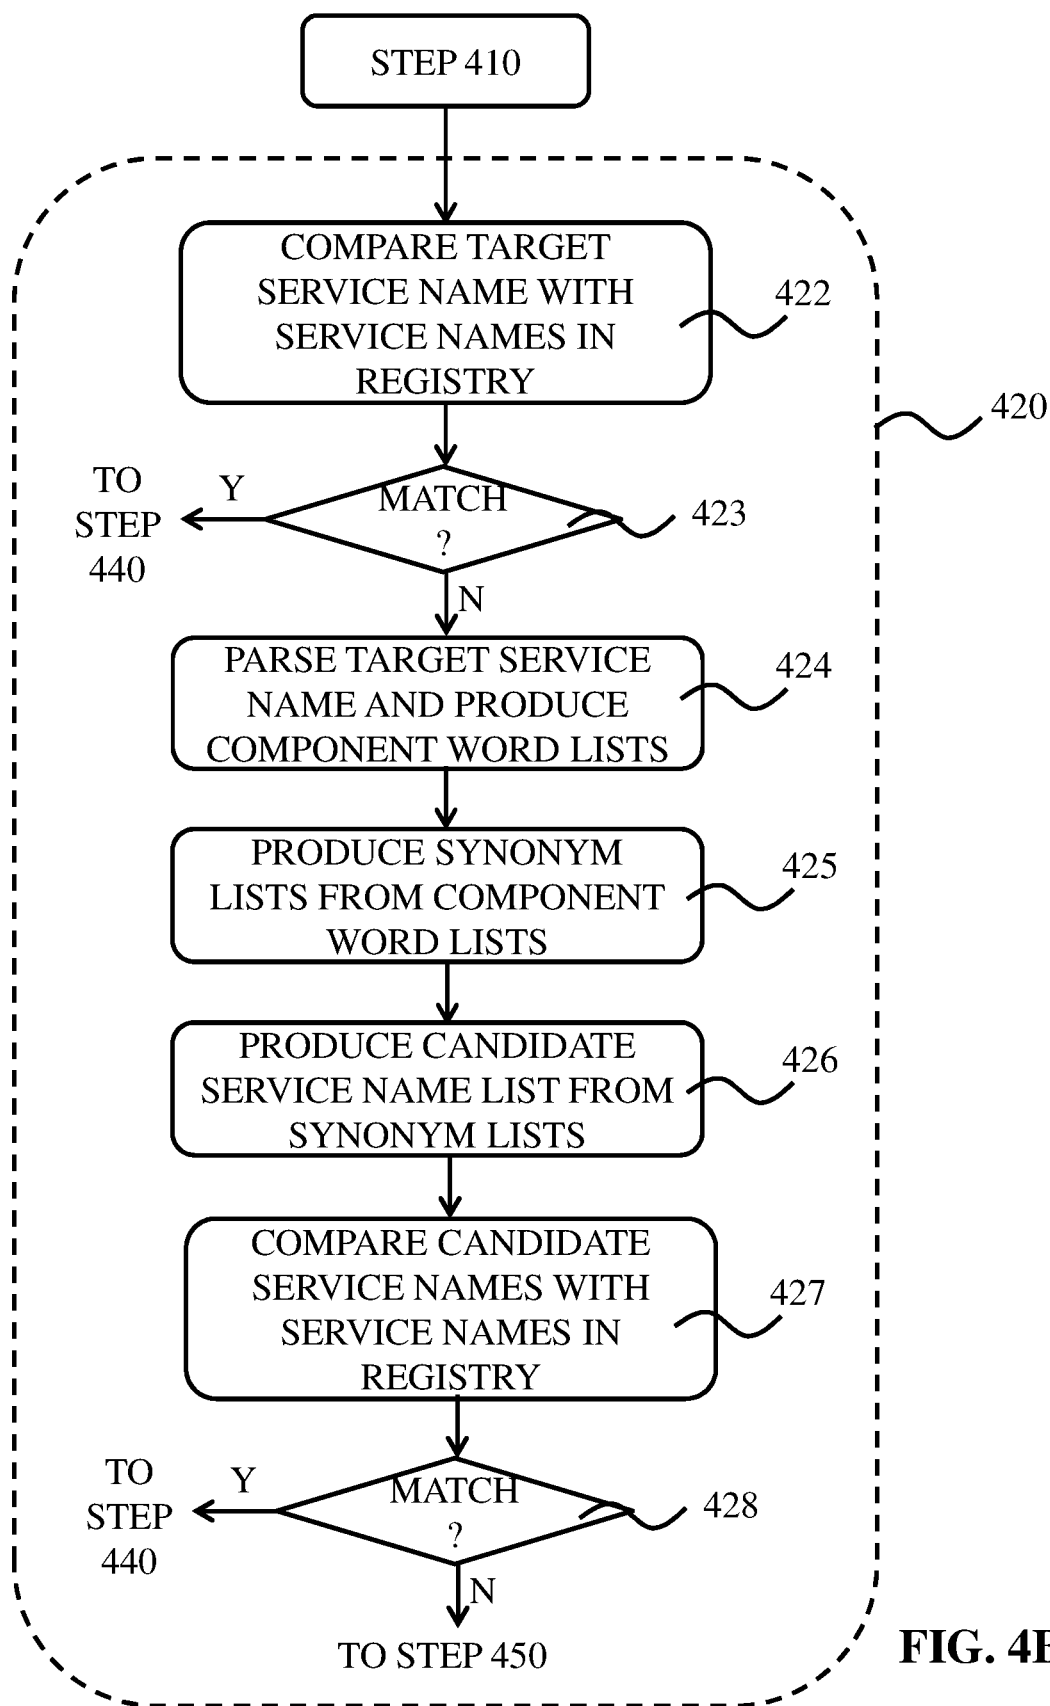 STEP 410
COMPARE TARGET
SERVICE NAME WITH
SERVICE NAMES IN
REGISTRY
422
420
TO
STEP
440
Y
MATCH
?
423
N
PARSE TARGET SERVICE
NAME AND PRODUCE
COMPONENT WORD LISTS
424
PRODUCE SYNONYM
LISTS FROM COMPONENT
WORD LISTS
425
PRODUCE CANDIDATE
SERVICE NAME LIST FROM
SYNONYM LISTS
426
COMPARE CANDIDATE
SERVICE NAMES WITH
SERVICE NAMES IN
REGISTRY
427
TO
STEP
440
Y
MATCH
?
428
N
TO STEP 450
FIG.